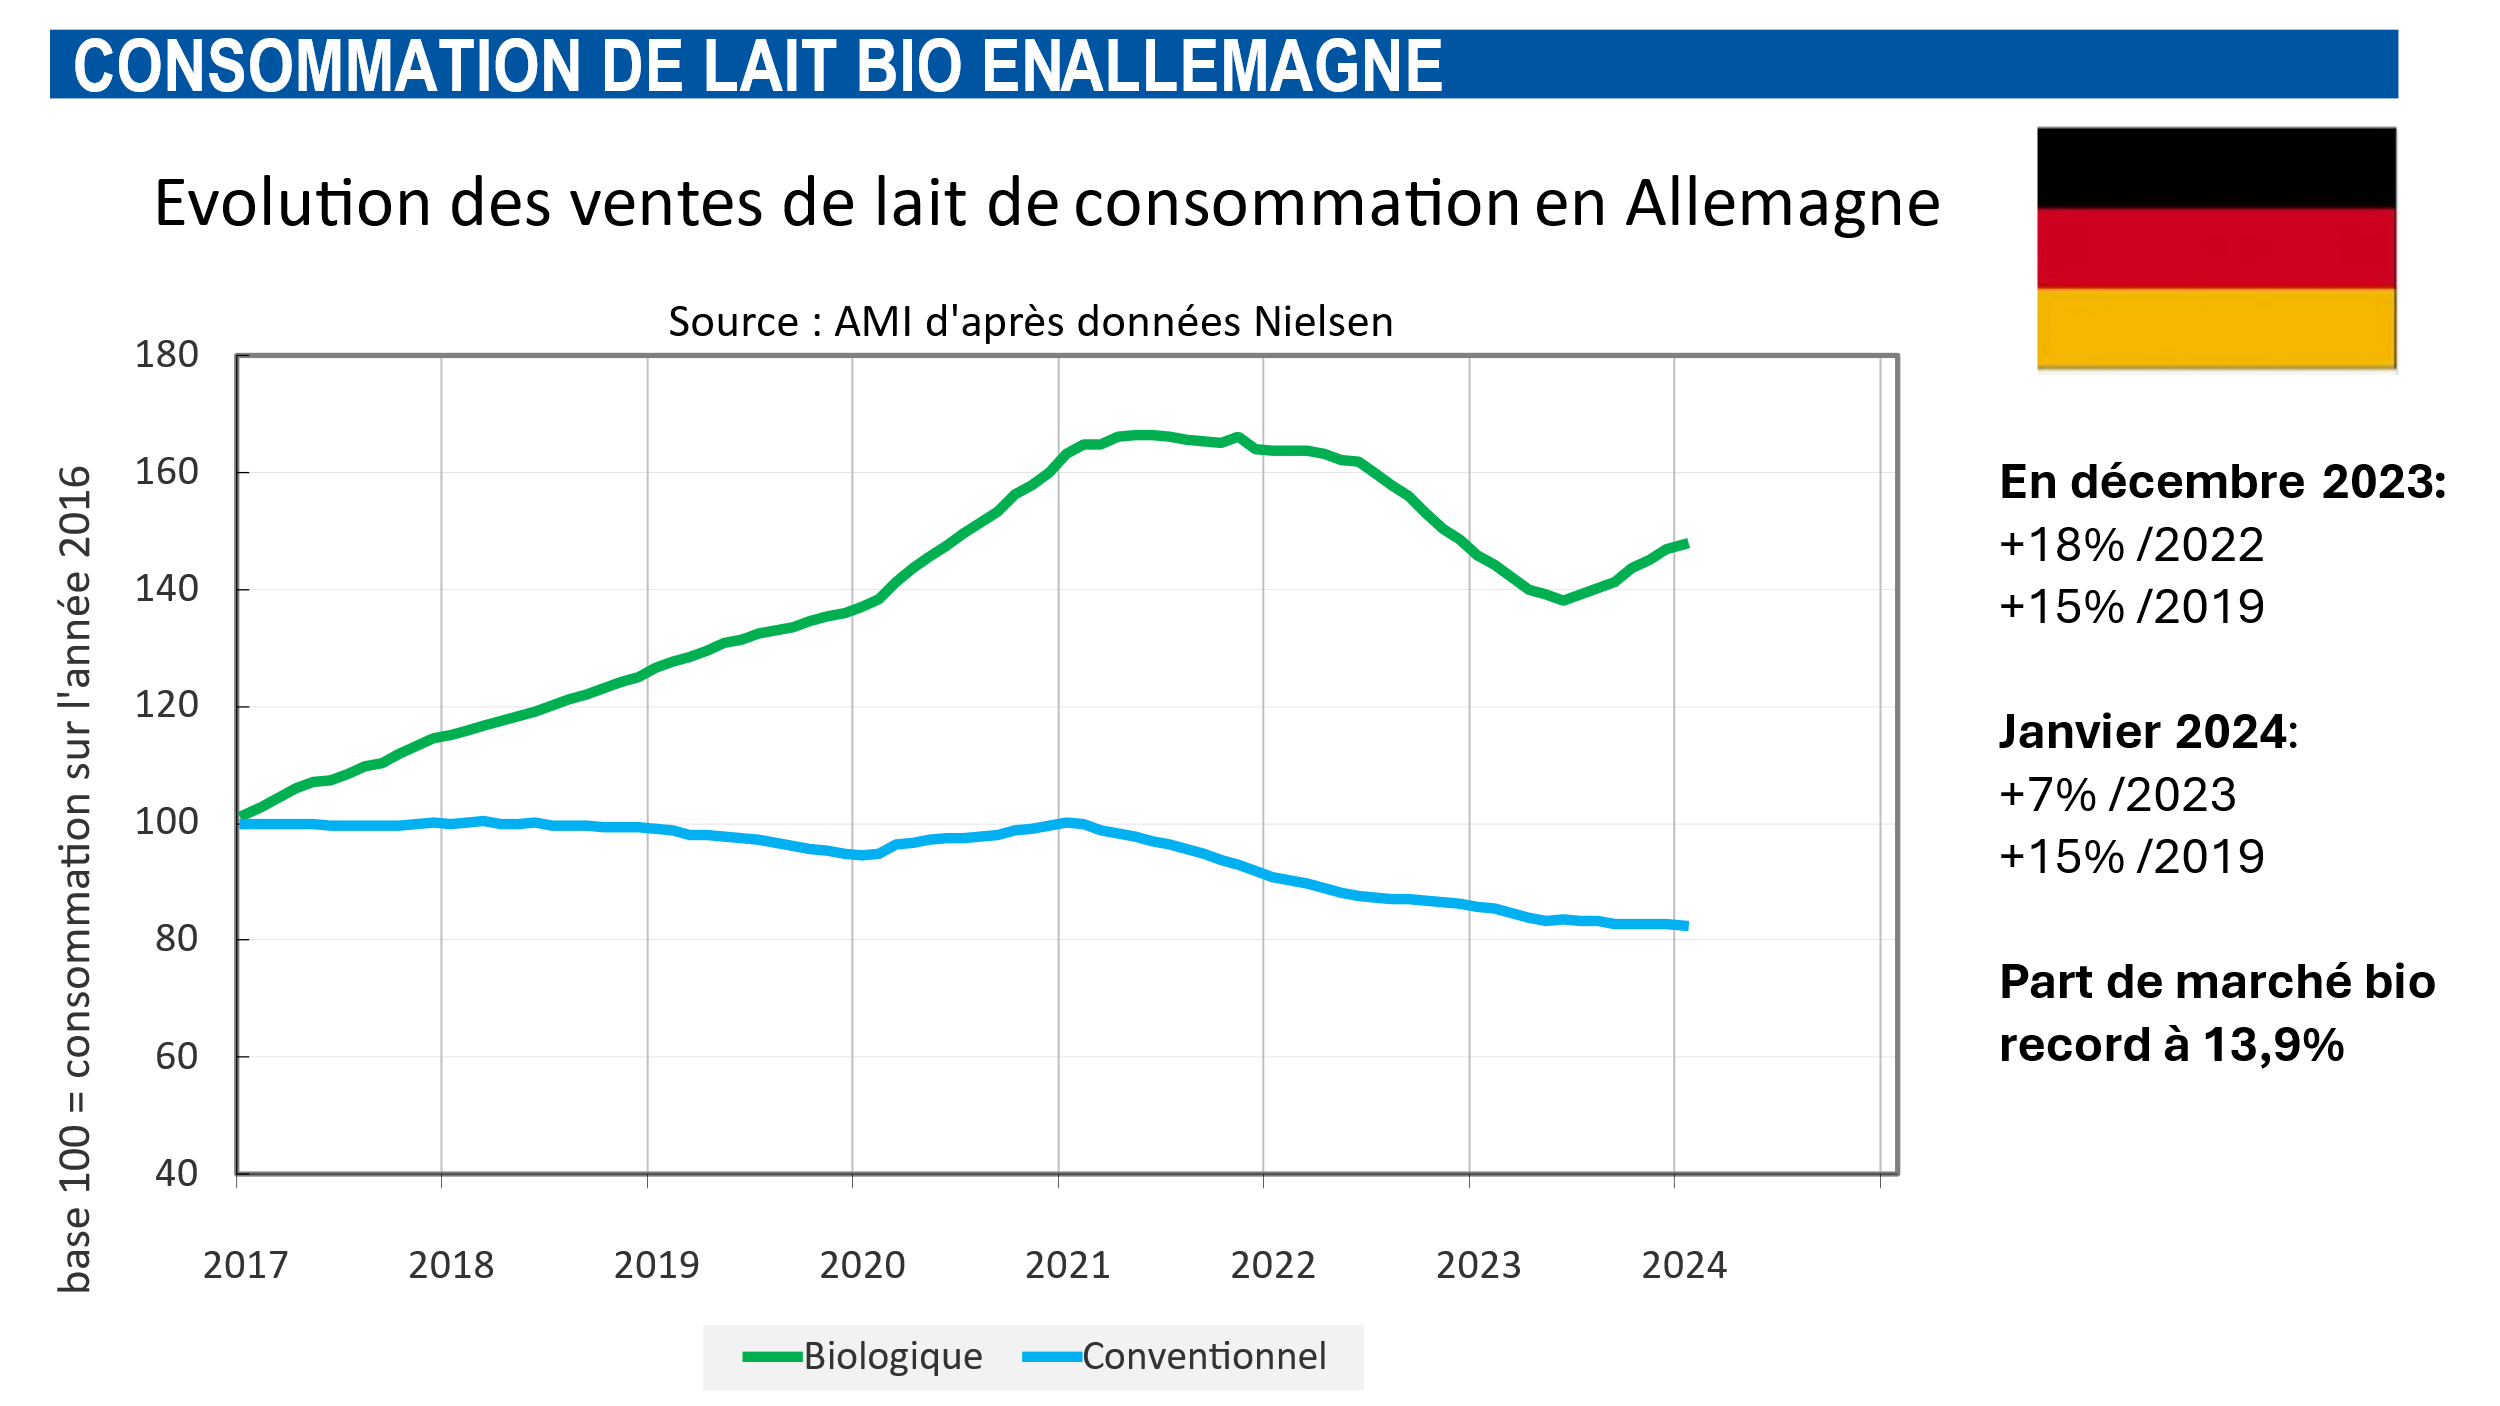 CONSOMMATION DE LAIT BIO ENALLEMAGNE
Evolution des ventes de lait de consommation en Allemagne
Source : AMI d'après données Nielsen
base 100 = consommation sur l'année 2016
180
160
140
120
100
80
60
40
2017 2018 2019 2020 2021 2022 2023 2024
Biologique Conventionnel
En décembre 2023:
+18% /2022
+15% /2019
Janvier 2024:
+7% /2023
+15% /2019
Part de marché bio
record à 13,9%